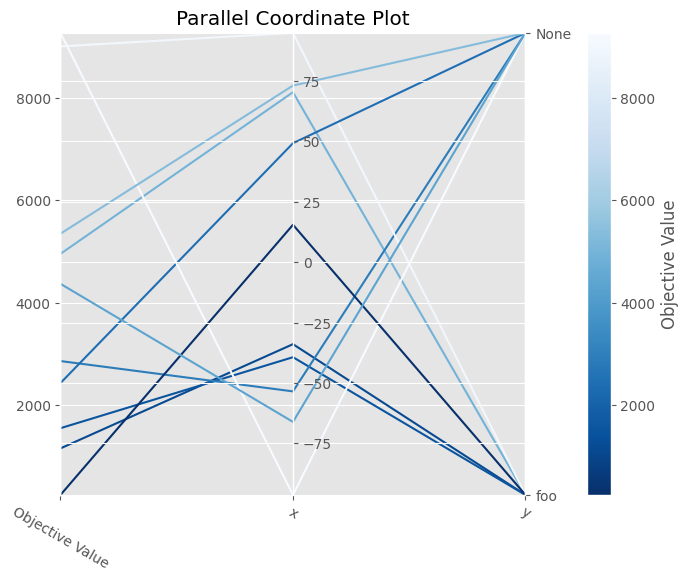 Parallel Coordinate Plot
None
8000
75
8000
50
6000
25
6000
0
4000
−25
4000
−50
2000
−75
2000
foo
Objective Value
x
y
Objective Value